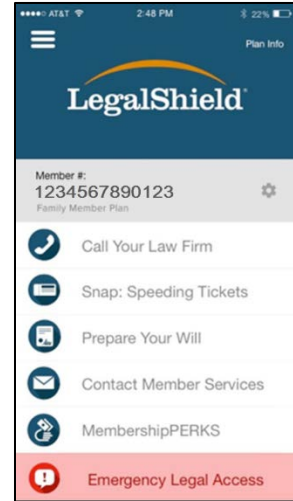 AT&T 2:48 PM 22%
Plan Info
LegalShield
Member #:
1234567890123
Family Member Plan
Call Your Law Firm
Snap: Speeding Tickets
Prepare Your Will
Contact Member Services
MembershipPERKS
Emergency Legal Access